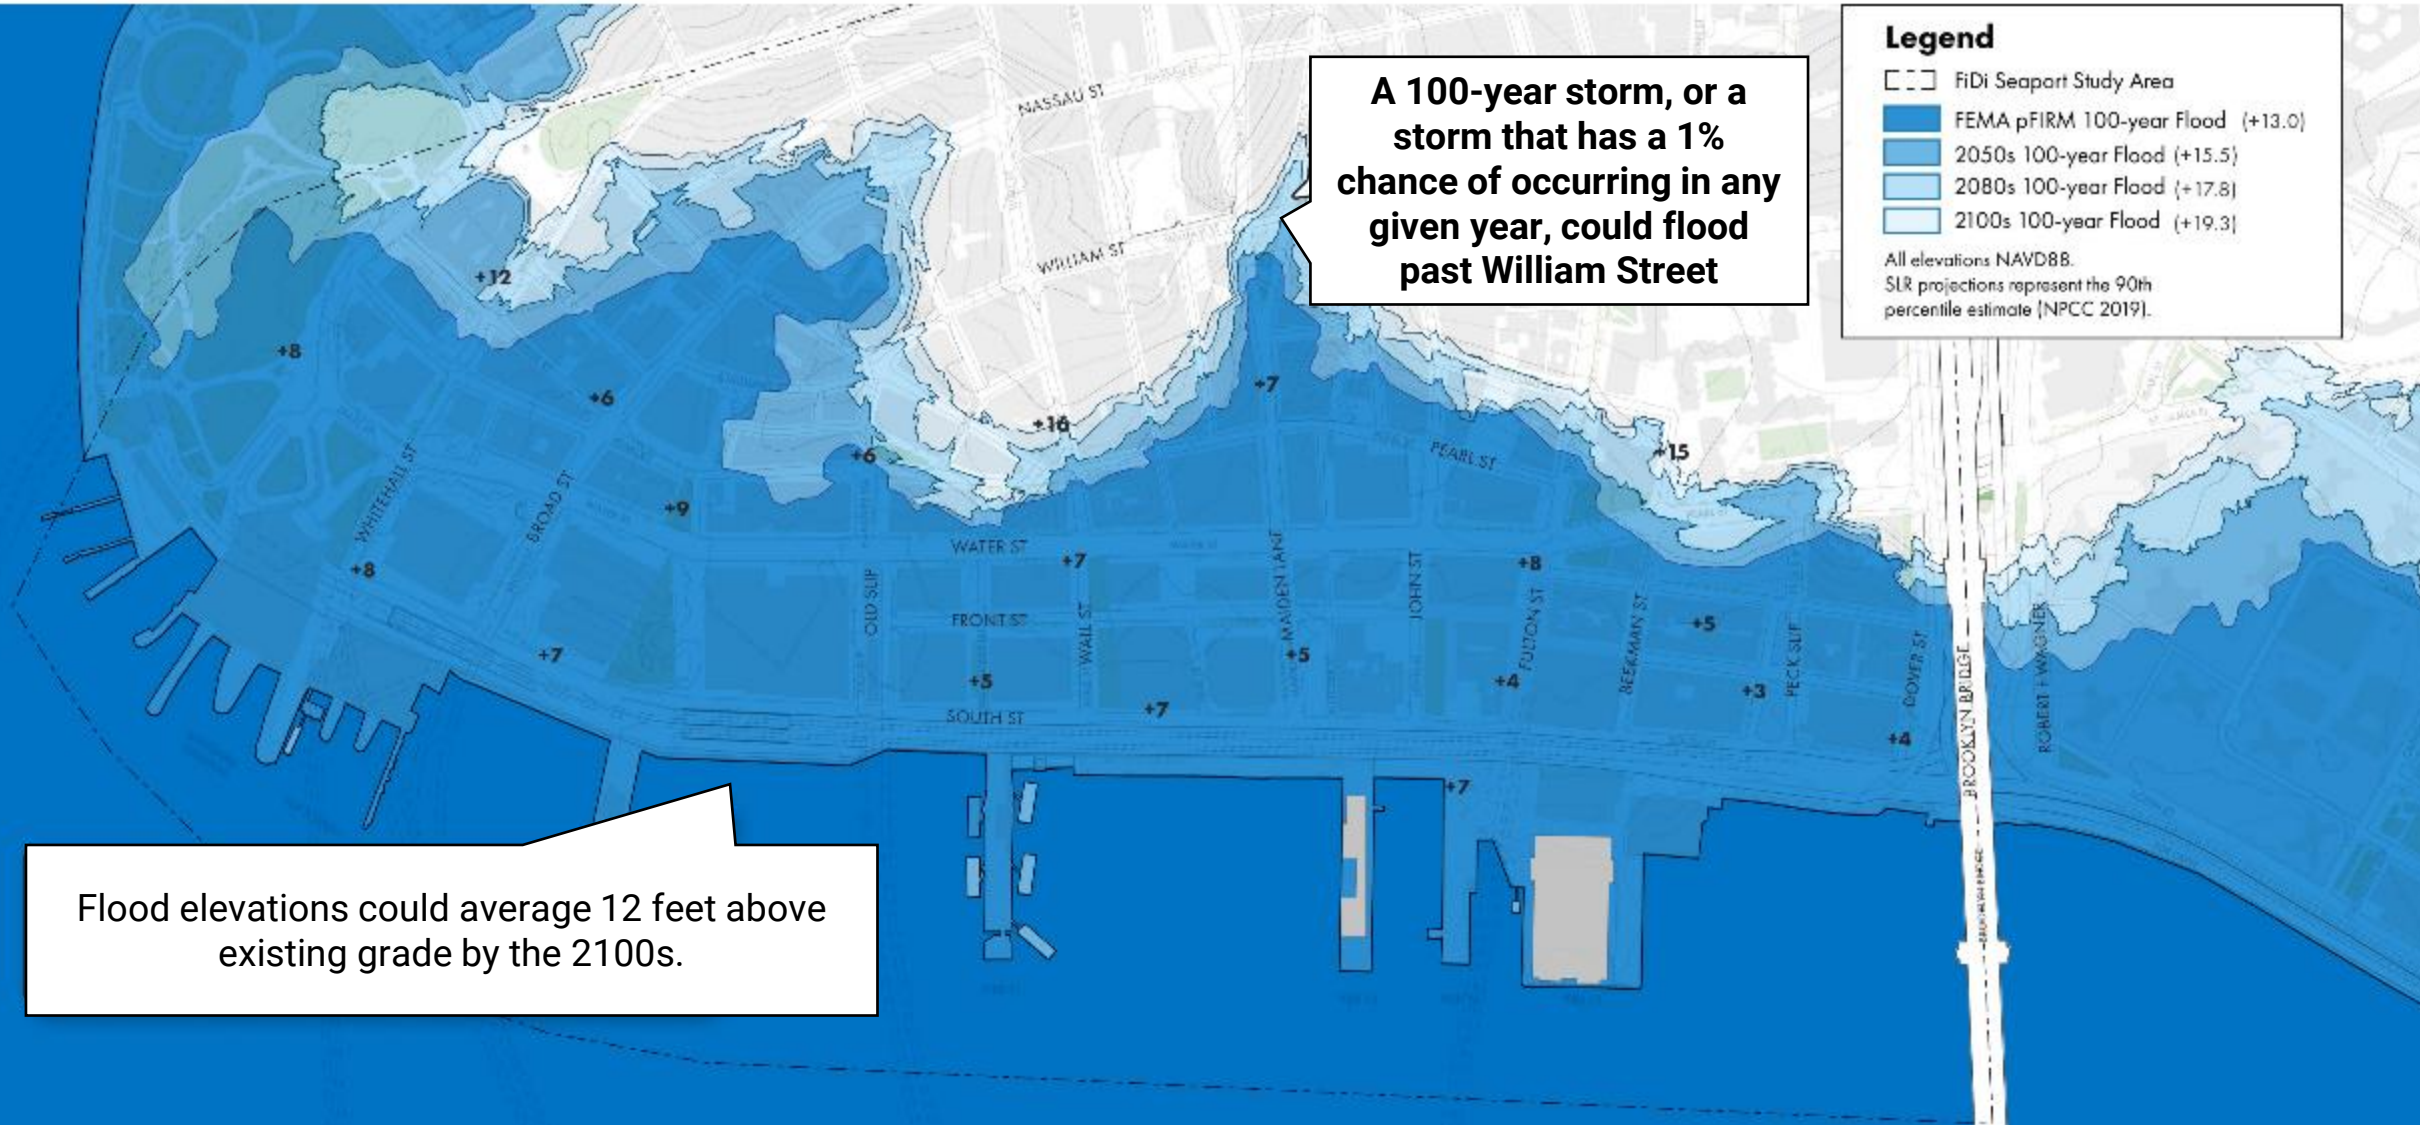 Legend
FiDi Seaport Study Area
FEMA pFIRM 100-year Flood (+13.0)
2050s 100-year Flood (+15.5)
2080s 100-year Flood (+17.8)
2100s 100-year Flood (+19.3)
All elevations NAVD88.
SLR projections represent the 90th
percentile estimate (NPCC 2019).
A 100-year storm, or a
storm that has a 1%
chance of occurring in any
given year, could flood
past William Street
NASSAU ST
WILLIAM ST
+12
+8
+6
+7
+16
+6
PEARL ST
+15
WHITEHALL ST
BROAD ST
+9
WATER ST
+7
+8
+8
OLD SLIP
FRONT ST
WALL ST
MAIDEN LANE
JOHN ST
FULTON ST
BEEKMAN ST
+5
PECK SLIP
DOVER ST
BROOKLYN BRIDGE
ROBERT F WAGNER
+7
+5
+5
+4
+3
SOUTH ST
+7
+4
+7
Flood elevations could average 12 feet above
existing grade by the 2100s.